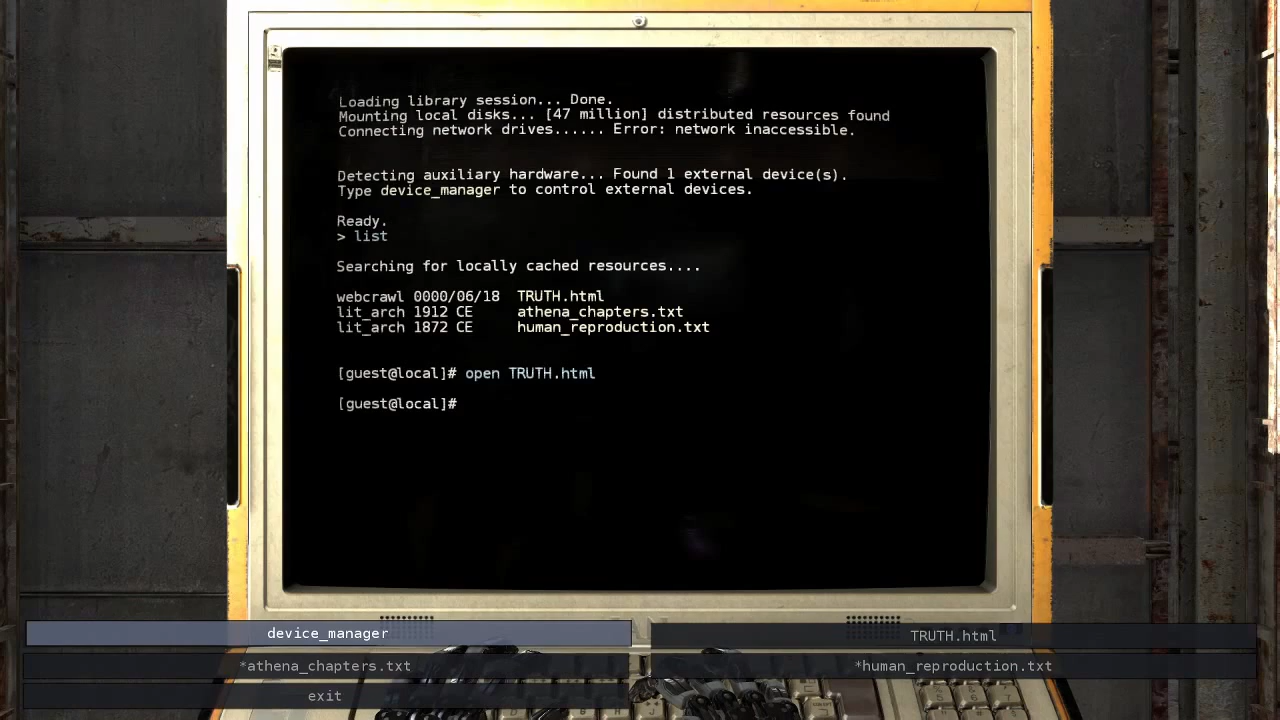 Loading library session... Done.
Mounting local disks... [47 million] distributed resources found
Connecting network drives...... Error: network inaccessible.
Detecting auxiliary hardware... Found 1 external device(s).
Type device_manager to control external devices.
Ready.
> list
Searching for locally cached resources....
webcrawl 0000/06/18  TRUTH.html
lit_arch 1912 CE     athena_chapters.txt
lit_arch 1872 CE     human_reproduction.txt
[guest@local]# open TRUTH.html
[guest@local]#
device_manager
TRUTH.html
*athena_chapters.txt
*human_reproduction.txt
exit